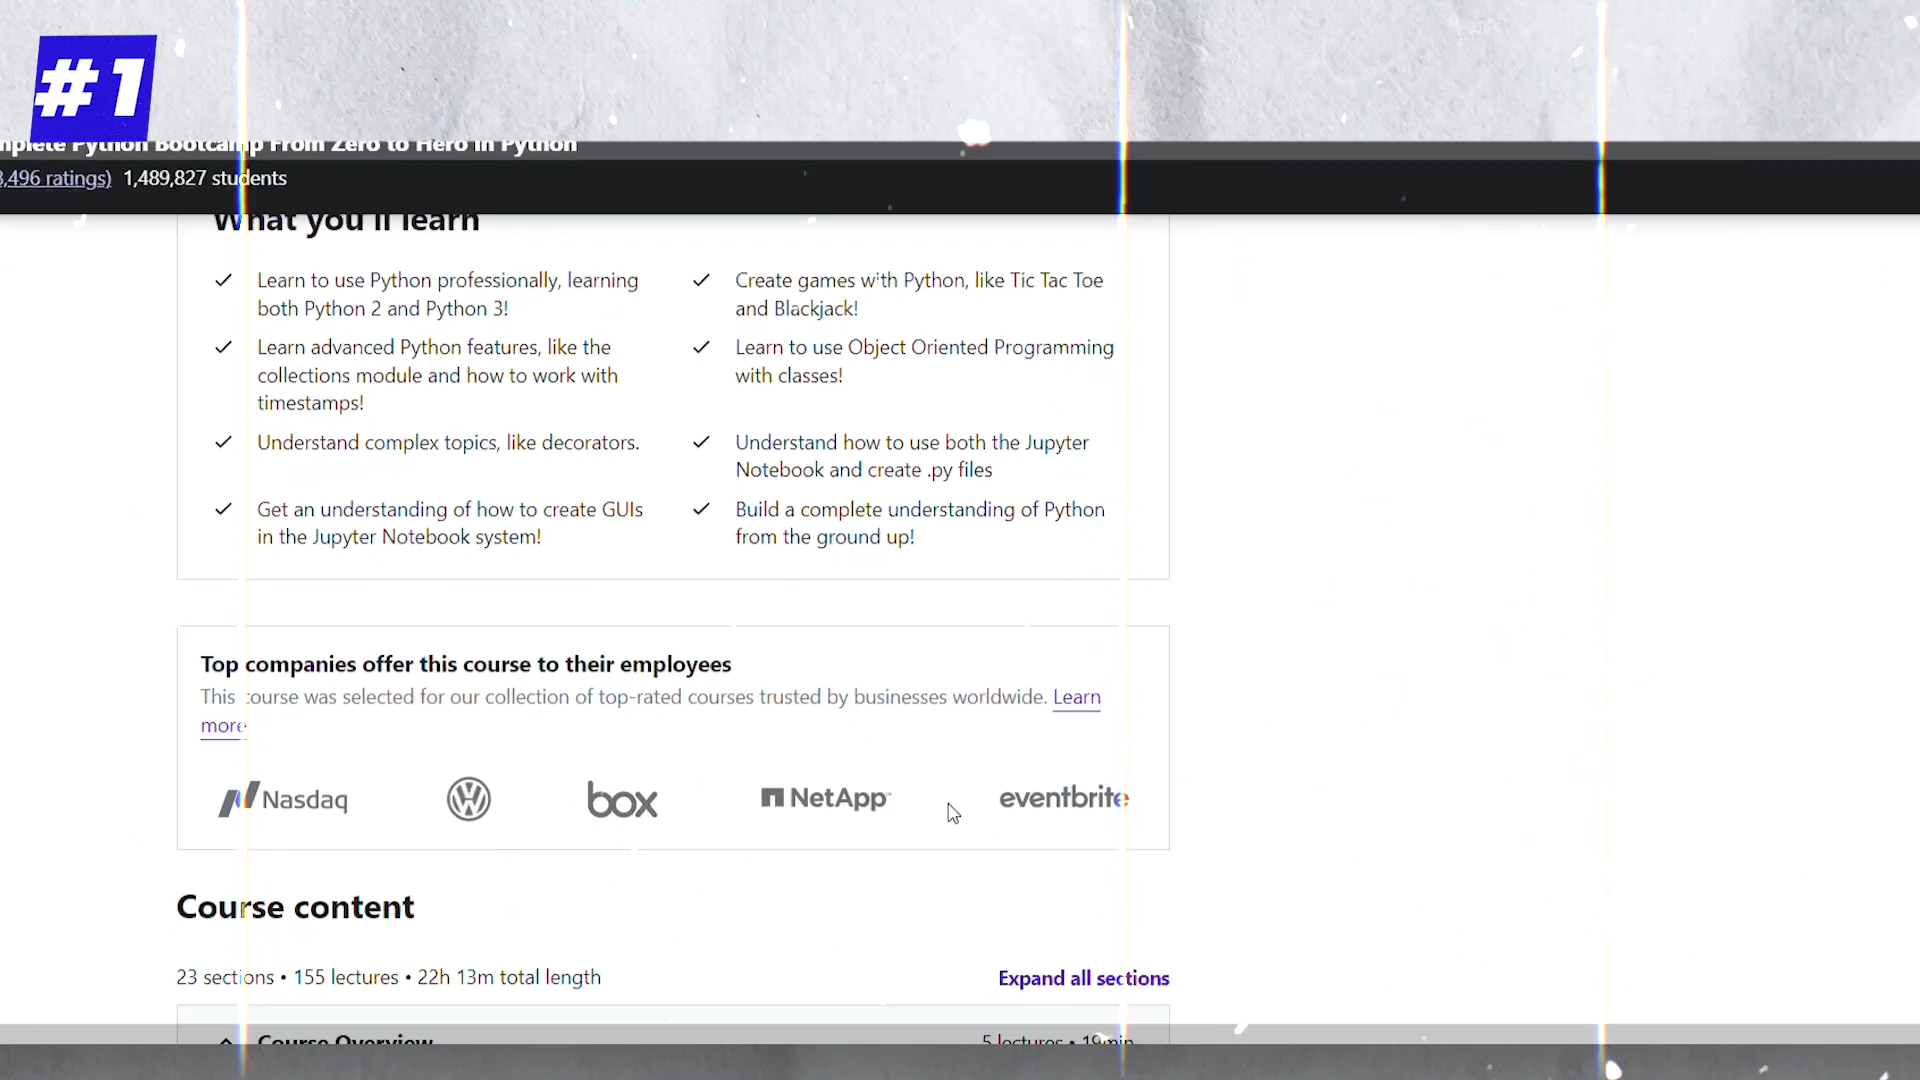 #1
Python Bootcamp From Zero to Hero in Python
,496 ratings) 1,489,827 students
What you'll learn
Learn to use Python professionally, learning
both Python 2 and Python 3!
Create games with Python, like Tic Tac Toe
and Blackjack!
Learn advanced Python features, like the
collections module and how to work with
timestamps!
Learn to use Object Oriented Programming
with classes!
Understand complex topics, like decorators.
Understand how to use both the Jupyter
Notebook and create .py files
Get an understanding of how to create GUIs
in the Jupyter Notebook system!
Build a complete understanding of Python
from the ground up!
Top companies offer this course to their employees
This course was selected for our collection of top-rated courses trusted by businesses worldwide. Learn
more
Nasdaq
VW
box
NetApp
eventbrite
Course content
23 sections • 155 lectures • 22h 13m total length
Expand all sections
Course Overview
5 lectures • 19min